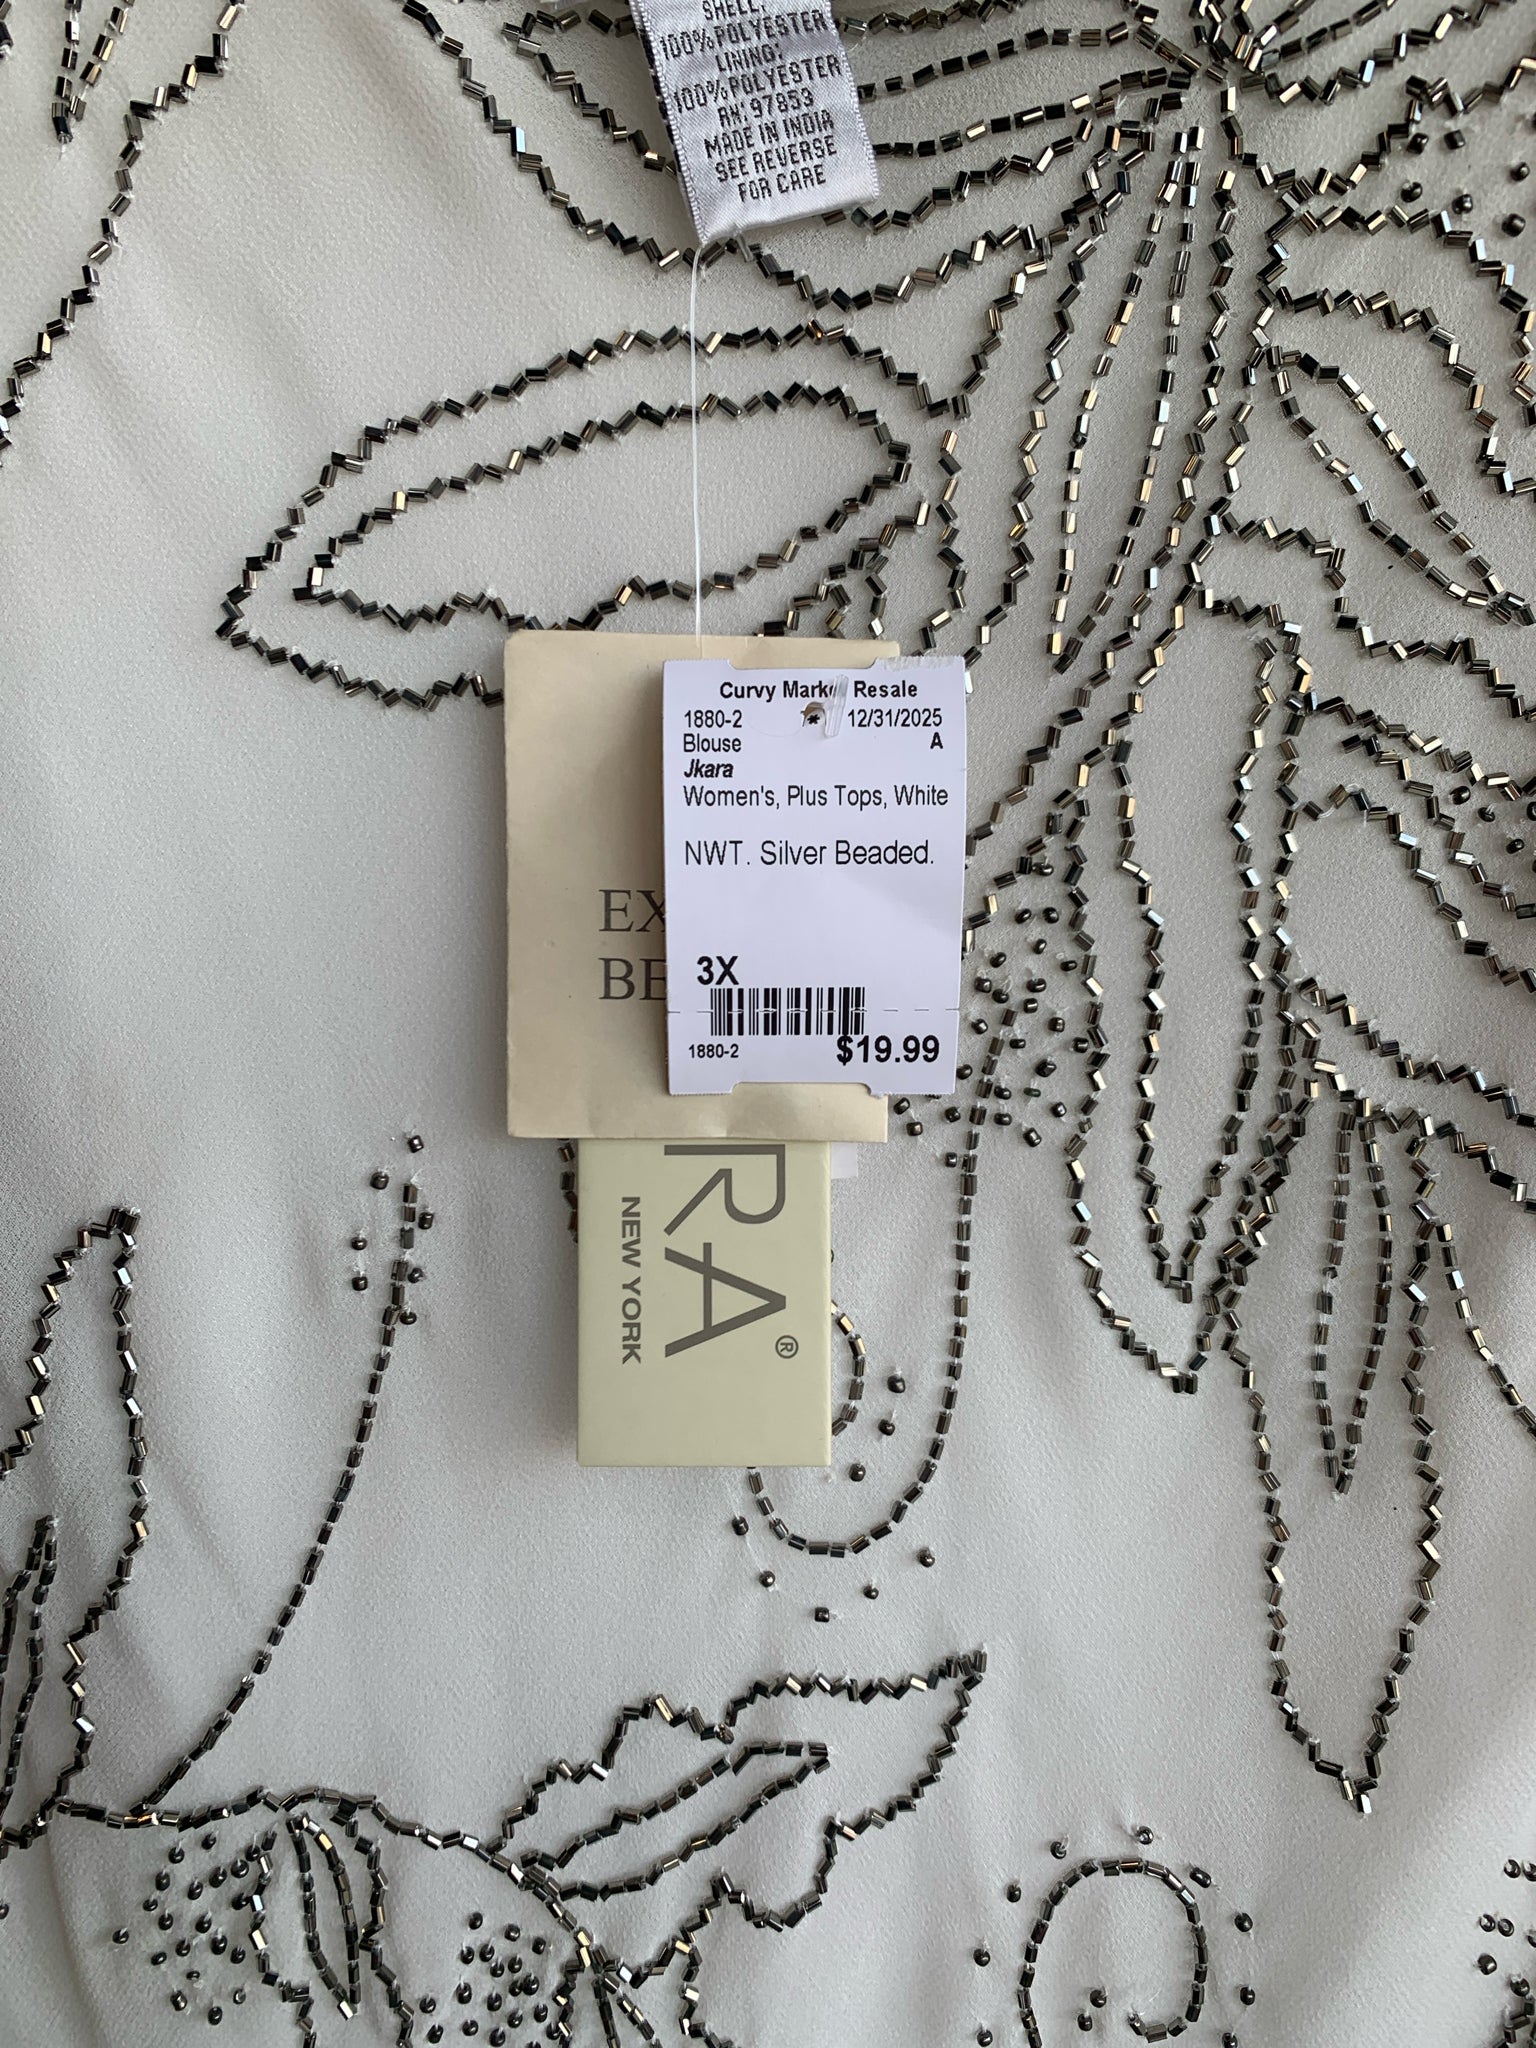 SHELL:
100% POLYESTER
LINING:
100% POLYESTER
RN: 97853
MADE IN INDIA
SEE REVERSE
FOR CARE
Curvy Marke Resale
1880-2 * 12/31/2025
Blouse A
Jkara
Women's, Plus Tops, White
NWT. Silver Beaded.
3X
1880-2 $19.99
EX
BE
RA®
NEW YORK